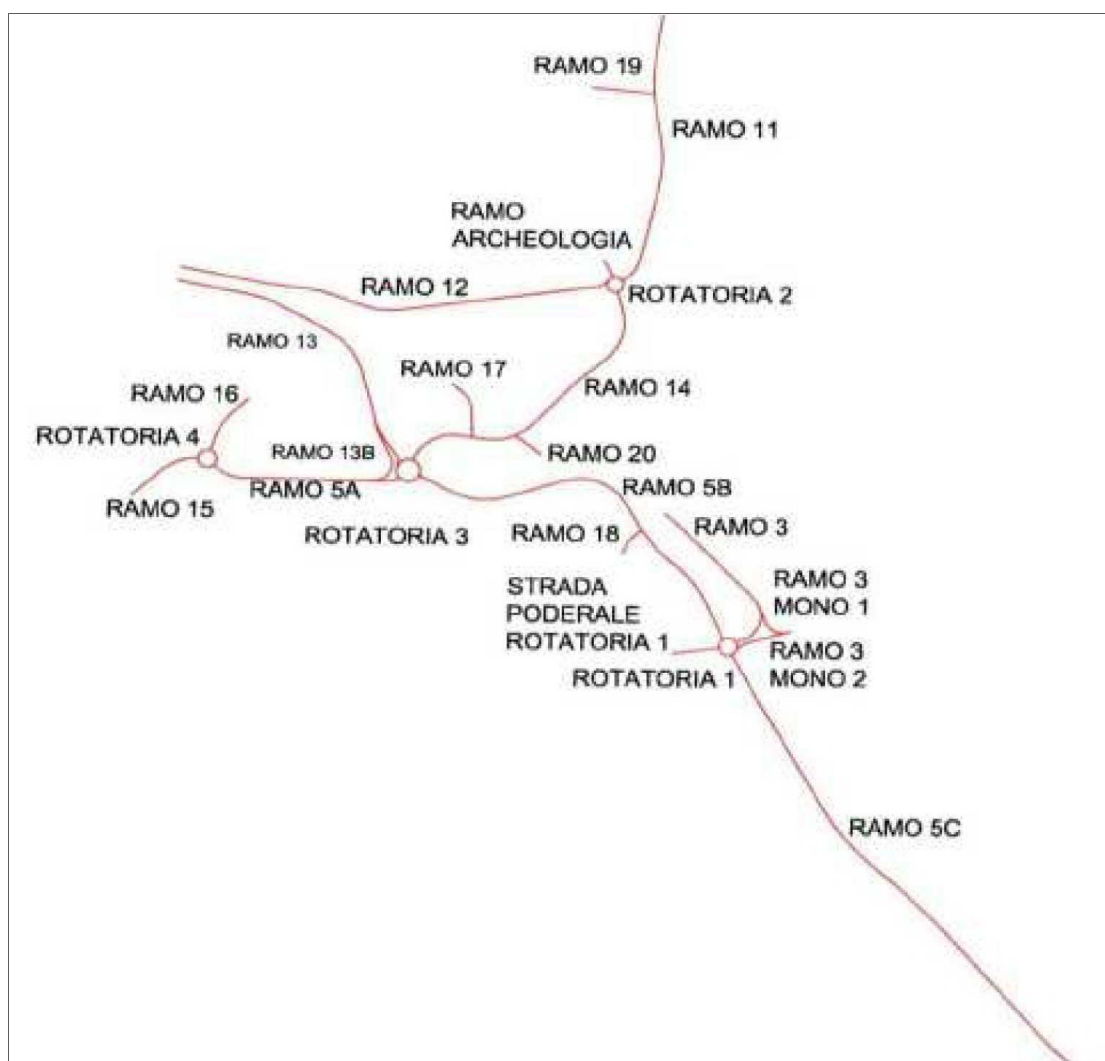 RAMO 19
RAMO 11
RAMO
ARCHEOLOGIA
RAMO 12
ROTATORIA 2
RAMO 13
RAMO 17
RAMO 14
RAMO 16
ROTATORIA 4
RAMO 13B
RAMO 20
RAMO 5A
RAMO 5B
RAMO 15
ROTATORIA 3
RAMO 18
RAMO 3
STRADA
PODERALE
ROTATORIA 1
RAMO 3
MONO 1
RAMO 3
MONO 2
ROTATORIA 1
RAMO 5C